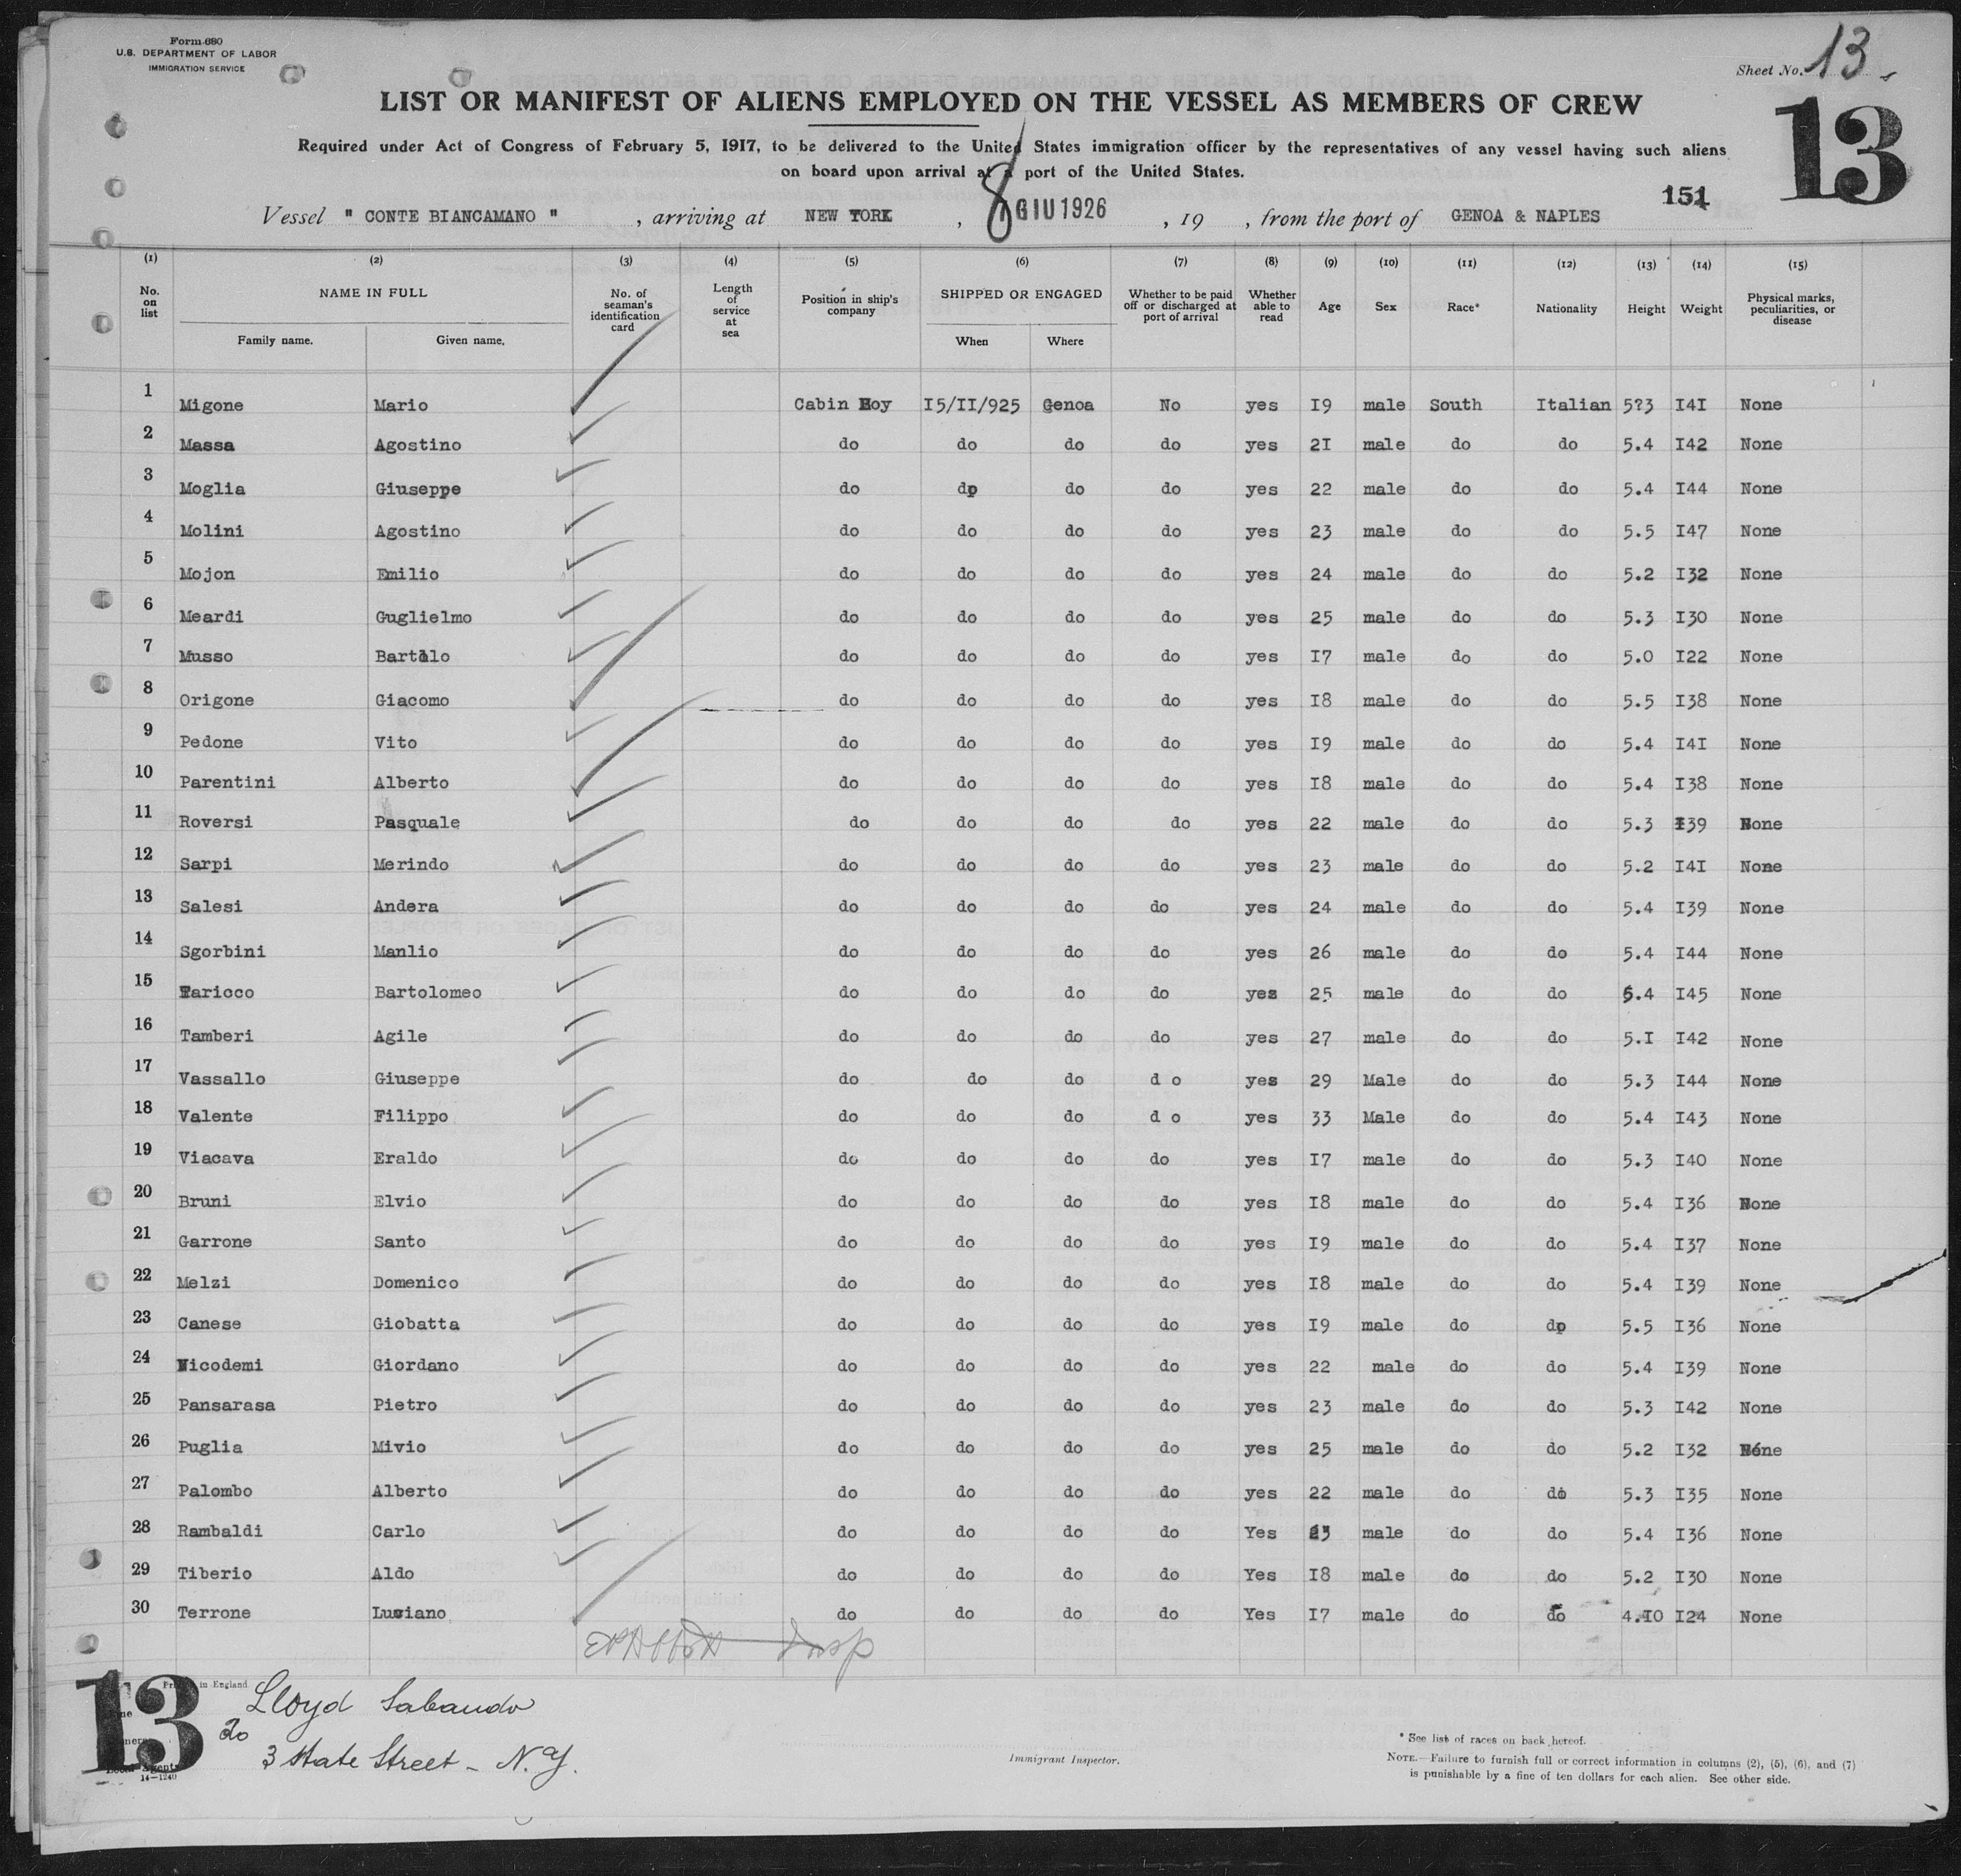 Form 680
U.S. DEPARTMENT OF LABOR
IMMIGRATION SERVICE
Sheet No. 13
13
LIST OR MANIFEST OF ALIENS EMPLOYED ON THE VESSEL AS MEMBERS OF CREW
Required under Act of Congress of February 5, 1917, to be delivered to the United States immigration officer by the representatives of any vessel having such aliens
on board upon arrival at a port of the United States.
151
Vessel " CONTE BIANCAMANO " , arriving at NEW YORK , 8 GIU 1926 , 19 , from the port of GENOA & NAPLES
(1) (2) (3) (4) (5) (6) (7) (8) (9) (10) (11) (12) (13) (14) (15)
No. on list NAME IN FULL Family name. Given name. No. of seaman's identification card Length of service at sea Position in ship's company SHIPPED OR ENGAGED When Where Whether to be paid off or discharged at port of arrival Whether able to read Age Sex Race* Nationality Height Weight Physical marks, peculiarities, or disease
1 Migone Mario Cabin Boy I5/II/925 Genoa No yes I9 male South Italian 5?3 I4I None
2 Massa Agostino do do do do yes 2I male do do 5.4 I42 None
3 Moglia Giuseppe do dp do do yes 22 male do do 5.4 I44 None
4 Molini Agostino do do do do yes 23 male do do 5.5 I47 None
5 Mojon Emilio do do do do yes 24 male do do 5.2 I32 None
6 Meardi Guglielmo do do do do yes 25 male do do 5.3 I30 None
7 Musso Bartolo do do do do yes I7 male do do 5.0 I22 None
8 Origone Giacomo do do do do yes I8 male do do 5.5 I38 None
9 Pedone Vito do do do do yes I9 male do do 5.4 I4I None
10 Parentini Alberto do do do do yes I8 male do do 5.4 I38 None
11 Roversi Pasquale do do do do yes 22 male do do 5.3 I39 None
12 Sarpi Merindo do do do do yes 23 male do do 5.2 I4I None
13 Salesi Andera do do do do yes 24 male do do 5.4 I39 None
14 Sgorbini Manlio do do do do yes 26 male do do 5.4 I44 None
15 Taricco Bartolomeo do do do do yes 25 male do do 5.4 I45 None
16 Tamberi Agile do do do do yes 27 male do do 5.I I42 None
17 Vassallo Giuseppe do do do d o yes 29 Male do do 5.3 I44 None
18 Valente Filippo do do do d o yes 33 Male do do 5.4 I43 None
19 Viacava Eraldo do do do do yes I7 male do do 5.3 I40 None
20 Bruni Elvio do do do do yes I8 male do do 5.4 I36 None
21 Garrone Santo do do do do yes I9 male do do 5.4 I37 None
22 Melzi Domenico do do do do yes I8 male do do 5.4 I39 None
23 Canese Giobatta do do do do yes I9 male do dp 5.5 I36 None
24 Nicodemi Giordano do do do do yes 22 male do do 5.4 I39 None
25 Pansarasa Pietro do do do do yes 23 male do do 5.3 I42 None
26 Puglia Mivio do do do do yes 25 male do do 5.2 I32 None
27 Palombo Alberto do do do do yes 22 male do do 5.3 I35 None
28 Rambaldi Carlo do do do do Yes male do do 5.4 I36 None
29 Tiberio Aldo do do do do Yes I8 male do do 5.2 I30 None
30 Terrone Luciano do do do do Yes I7 male do do 4.I0 I24 None
Insp
13
in England.
Lloyd Sabaudo
3 State Street - N.Y.
14-1240
Immigrant Inspector.
* See list of races on back hereof.
NOTE.—Failure to furnish full or correct information in columns (2), (5), (6), and (7)
is punishable by a fine of ten dollars for each alien. See other side.